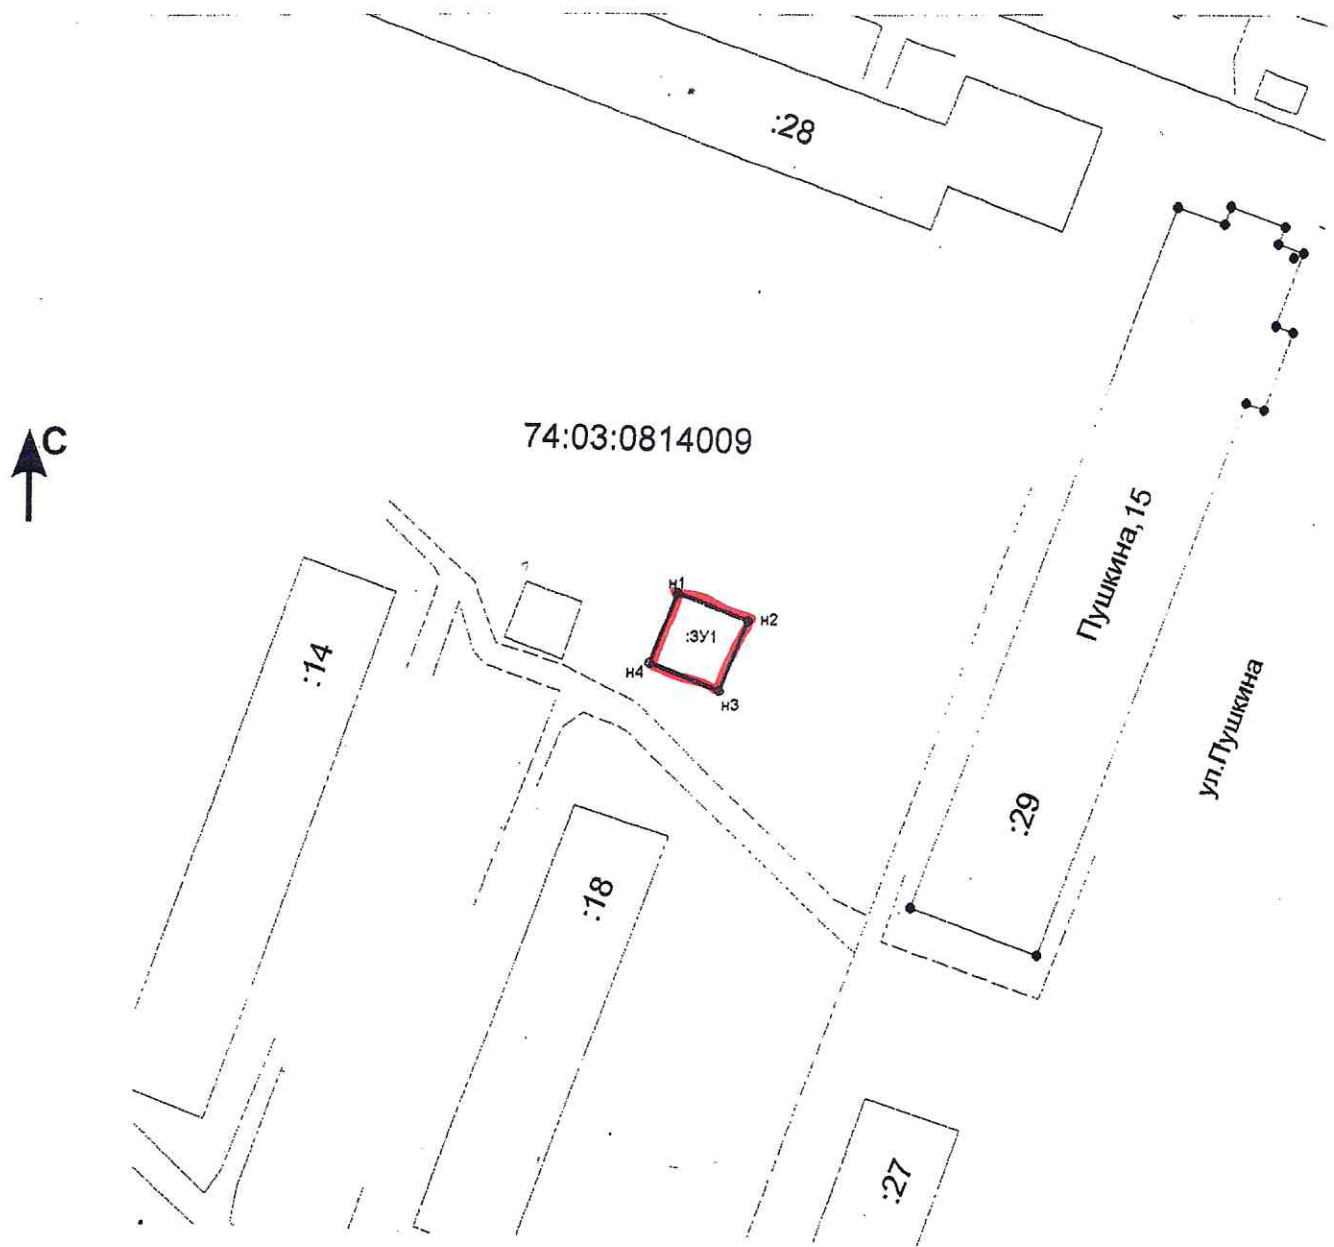 :28
С
74:03:0814009
Пушкина,15
н1
н2
:ЗУ1
:14
н4
н3
ул.Пушкина
:29
:18
:27